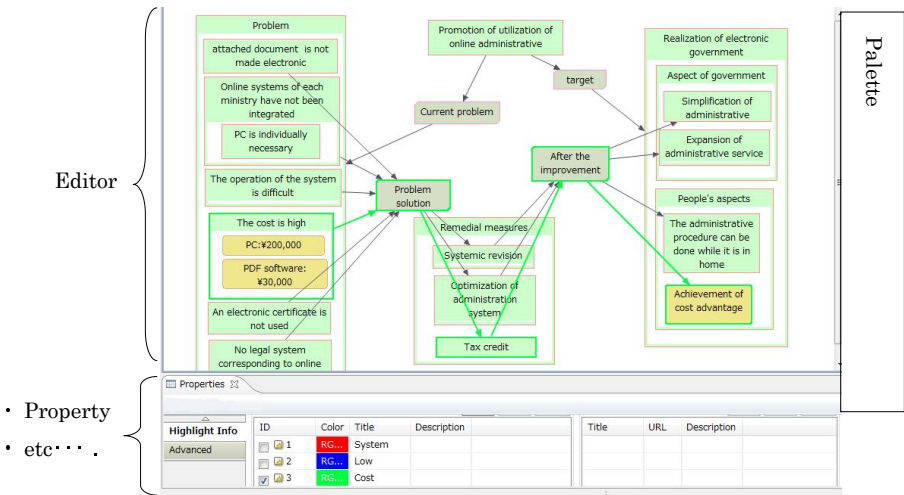 Problem
attached document is not
made electronic
Online systems of each
ministry have not been
integrated
PC is individually
necessary
The operation of the system
is difficult
The cost is high
PC:¥200,000
PDF software:
¥30,000
An electronic certificate is
not used
No legal system
corresponding to online
Promotion of utilization of
online administrative
target
Current problem
Problem
solution
Remedial measures
Systemic revision
Optimization of
administration
system
Tax credit
After the
improvement
Realization of electronic
government
Aspect of government
Simplification of
administrative
Expansion of
administrative service
People's aspects
The administrative
procedure can be
done while it is in
home
Achievement of
cost advantage
Palette
Editor
・ Property
・ etc・・・ .
Properties
Highlight Info
Advanced
ID Color Title Description
1 RG... System
2 RG... Low
3 RG... Cost
Title URL Description